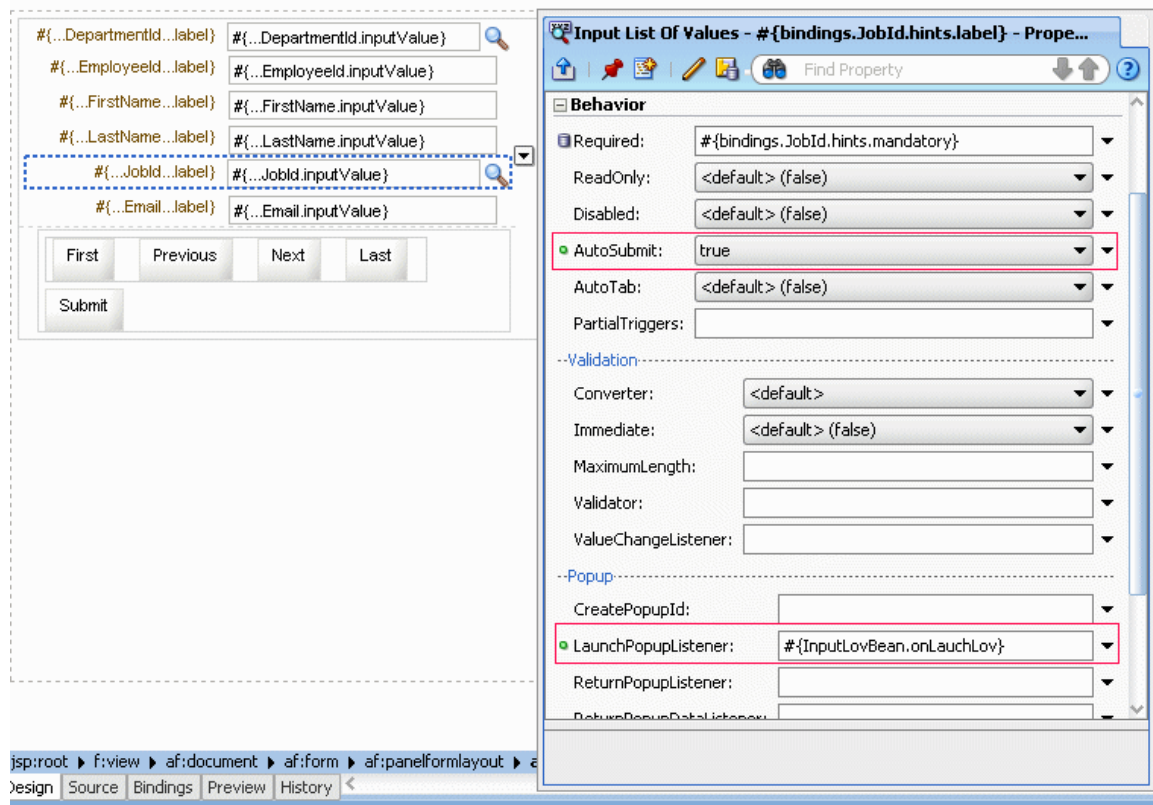 #{...DepartmentId...label} #{...DepartmentId.inputValue}
#{...EmployeeId...label} #{...EmployeeId.inputValue}
#{...FirstName...label} #{...FirstName.inputValue}
#{...LastName...label} #{...LastName.inputValue}
#{...JobId...label} #{...JobId.inputValue}
#{...Email...label} #{...Email.inputValue}
First Previous Next Last
Submit
Input List Of Values - #{bindings.JobId.hints.label} - Prope...
Find Property
Behavior
Required: #{bindings.JobId.hints.mandatory}
ReadOnly: <default> (false)
Disabled: <default> (false)
AutoSubmit: true
AutoTab: <default> (false)
PartialTriggers:
Validation
Converter: <default>
Immediate: <default> (false)
MaximumLength:
Validator:
ValueChangeListener:
Popup
CreatePopupId:
LaunchPopupListener: #{InputLovBean.onLauchLov}
ReturnPopupListener:
ReturnPopupDataListener:
jsp:root f:view af:document af:form af:panelformlayout
Design Source Bindings Preview History